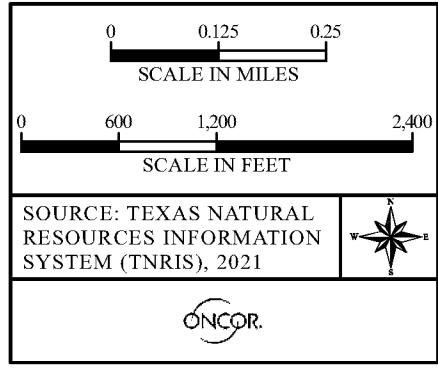 0 0.125 0.25
SCALE IN MILES
0 600 1,200 2,400
SCALE IN FEET
SOURCE: TEXAS NATURAL
RESOURCES INFORMATION
SYSTEM (TNRIS), 2021
N
W E
S
ONCOR.